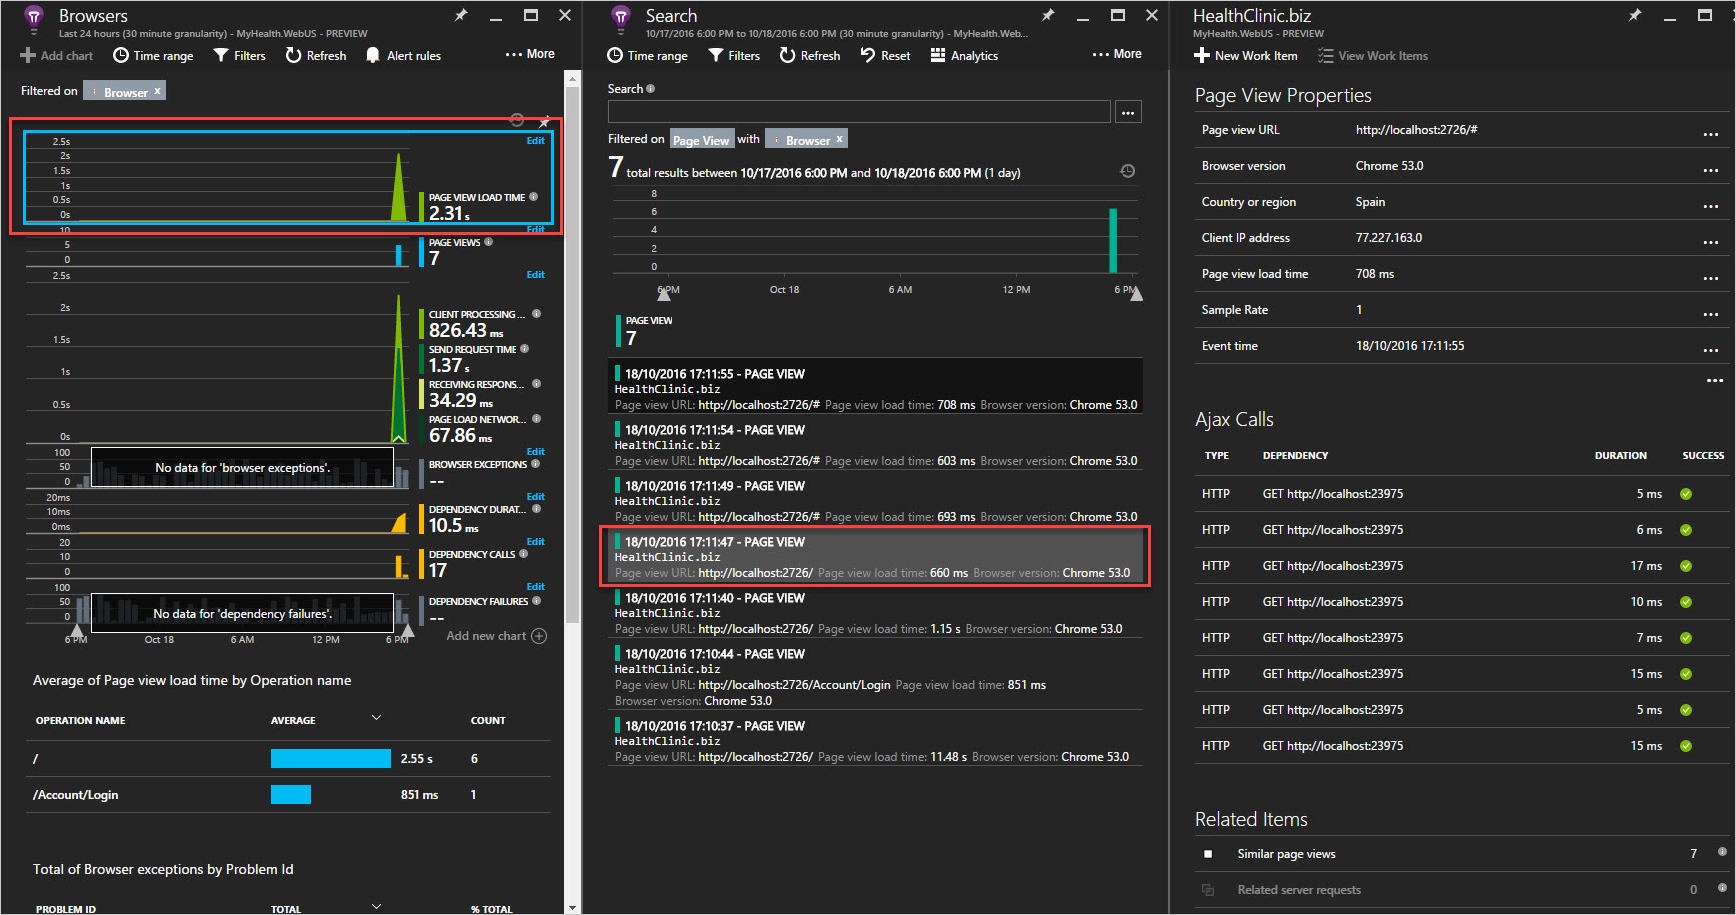 Browsers
Last 24 hours (30 minute granularity) - MyHealth.WebUS - PREVIEW
Add chart Time range Filters Refresh Alert rules ••• More
Filtered on i Browser x
2.5s Edit
2s
1.5s
1s
0.5s PAGE VIEW LOAD TIME
0s 2.31 s
10 Edit
5 PAGE VIEWS
0 7
2.5s Edit
2s
CLIENT PROCESSING ...
826.43 ms
1.5s SEND REQUEST TIME
1s 1.37 s
RECEIVING RESPONS...
0.5s 34.29 ms
PAGE LOAD NETWOR...
0s 67.86 ms
100 Edit
50 No data for 'browser exceptions'. BROWSER EXCEPTIONS
0 --
20ms Edit
10ms DEPENDENCY DURAT...
0ms 10.5 ms
20 Edit
10 DEPENDENCY CALLS
0 17
100 Edit
50 No data for 'dependency failures'. DEPENDENCY FAILURES
0 --
6 PM Oct 18 6 AM 12 PM 6 PM Add new chart
Average of Page view load time by Operation name
OPERATION NAME AVERAGE COUNT
/ 2.55 s 6
/Account/Login 851 ms 1
Total of Browser exceptions by Problem Id
PROBLEM ID TOTAL % TOTAL
Search
10/17/2016 6:00 PM to 10/18/2016 6:00 PM (30 minute granularity) - MyHealth.Web...
Time range Filters Refresh Reset Analytics ••• More
Search
...
Filtered on Page View with i Browser x
7 total results between 10/17/2016 6:00 PM and 10/18/2016 6:00 PM (1 day)
8
6
4
2
0
6 PM Oct 18 6 AM 12 PM 6 PM
PAGE VIEW
7
18/10/2016 17:11:55 - PAGE VIEW
HealthClinic.biz
Page view URL: http://localhost:2726/# Page view load time: 708 ms Browser version: Chrome 53.0
18/10/2016 17:11:54 - PAGE VIEW
HealthClinic.biz
Page view URL: http://localhost:2726/# Page view load time: 603 ms Browser version: Chrome 53.0
18/10/2016 17:11:49 - PAGE VIEW
HealthClinic.biz
Page view URL: http://localhost:2726/# Page view load time: 693 ms Browser version: Chrome 53.0
18/10/2016 17:11:47 - PAGE VIEW
HealthClinic.biz
Page view URL: http://localhost:2726/ Page view load time: 660 ms Browser version: Chrome 53.0
18/10/2016 17:11:40 - PAGE VIEW
HealthClinic.biz
Page view URL: http://localhost:2726/ Page view load time: 1.15 s Browser version: Chrome 53.0
18/10/2016 17:10:44 - PAGE VIEW
HealthClinic.biz
Page view URL: http://localhost:2726/Account/Login Page view load time: 851 ms
Browser version: Chrome 53.0
18/10/2016 17:10:37 - PAGE VIEW
HealthClinic.biz
Page view URL: http://localhost:2726/ Page view load time: 11.48 s Browser version: Chrome 53.0
HealthClinic.biz
MyHealth.WebUS - PREVIEW
New Work Item View Work Items
Page View Properties
Page view URL http://localhost:2726/# ...
Browser version Chrome 53.0 ...
Country or region Spain ...
Client IP address 77.227.163.0 ...
Page view load time 708 ms ...
Sample Rate 1 ...
Event time 18/10/2016 17:11:55 ...
...
Ajax Calls
TYPE DEPENDENCY DURATION SUCCESS
HTTP GET http://localhost:23975 5 ms
HTTP GET http://localhost:23975 6 ms
HTTP GET http://localhost:23975 17 ms
HTTP GET http://localhost:23975 10 ms
HTTP GET http://localhost:23975 7 ms
HTTP GET http://localhost:23975 15 ms
HTTP GET http://localhost:23975 5 ms
HTTP GET http://localhost:23975 15 ms
Related Items
Similar page views 7
Related server requests 0